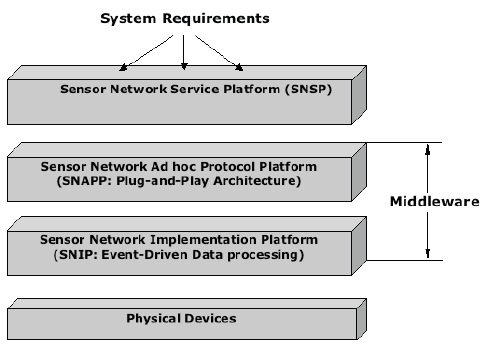 System Requirements
Sensor Network Service Platform (SNSP)
Sensor Network Ad hoc Protocol Platform
(SNAPP: Plug-and-Play Architecture)
Middleware
Sensor Network Implementation Platform
(SNIP: Event-Driven Data processing)
Physical Devices